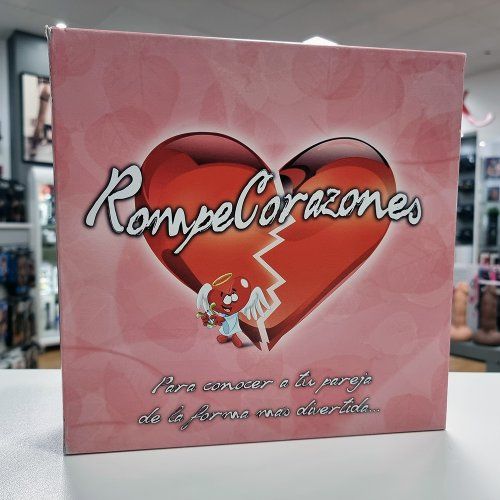 RompeCorazones
Para conocer a tu pareja
de la forma mas divertida...